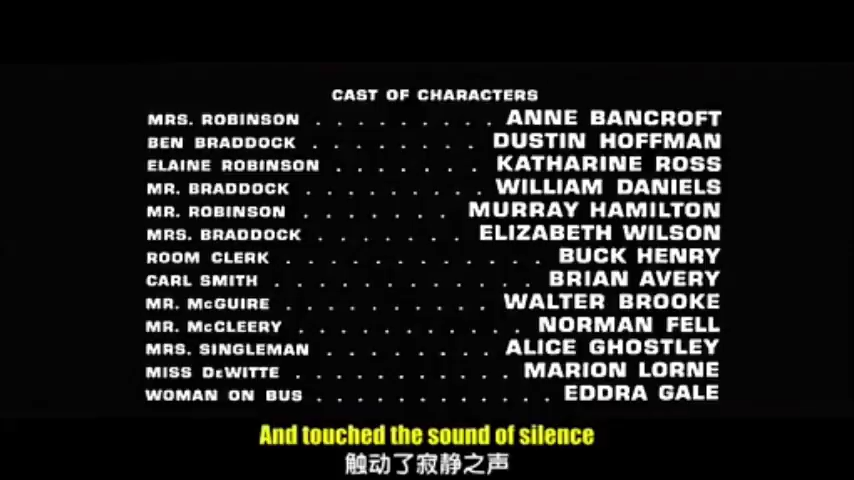 CAST OF CHARACTERS
MRS. ROBINSON . . . . . . . . . ANNE BANCROFT
BEN BRADDOCK . . . . . . . . DUSTIN HOFFMAN
ELAINE ROBINSON . . . . . . . KATHARINE ROSS
MR. BRADDOCK . . . . . . . . . WILLIAM DANIELS
MR. ROBINSON . . . . . . . . MURRAY HAMILTON
MRS. BRADDOCK . . . . . . . ELIZABETH WILSON
ROOM CLERK . . . . . . . . . . . . BUCK HENRY
CARL SMITH . . . . . . . . . . . . BRIAN AVERY
MR. McGUIRE . . . . . . . . . . WALTER BROOKE
MR. McCLEERY . . . . . . . . . . NORMAN FELL
MRS. SINGLEMAN . . . . . . . . ALICE GHOSTLEY
MISS DeWITTE . . . . . . . . . . MARION LORNE
WOMAN ON BUS . . . . . . . . . . . EDDRA GALE
And touched the sound of silence
触动了寂静之声